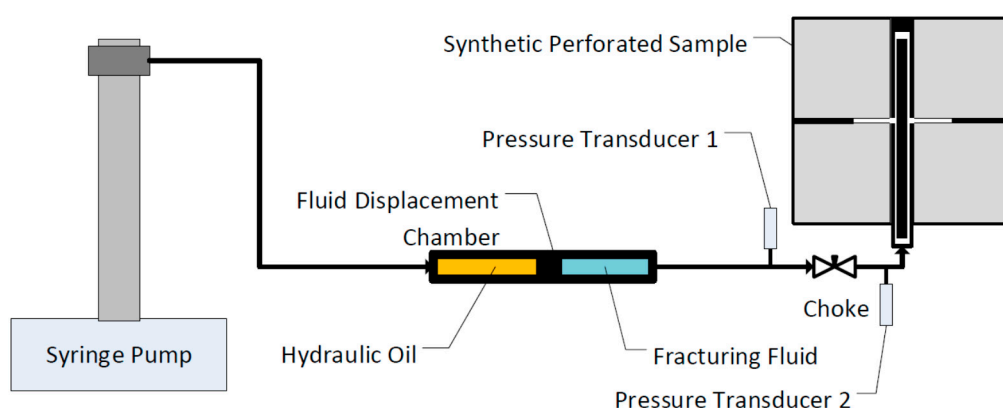 Synthetic Perforated Sample
Pressure Transducer 1
Fluid Displacement
Chamber
Choke
Syringe Pump
Hydraulic Oil
Fracturing Fluid
Pressure Transducer 2